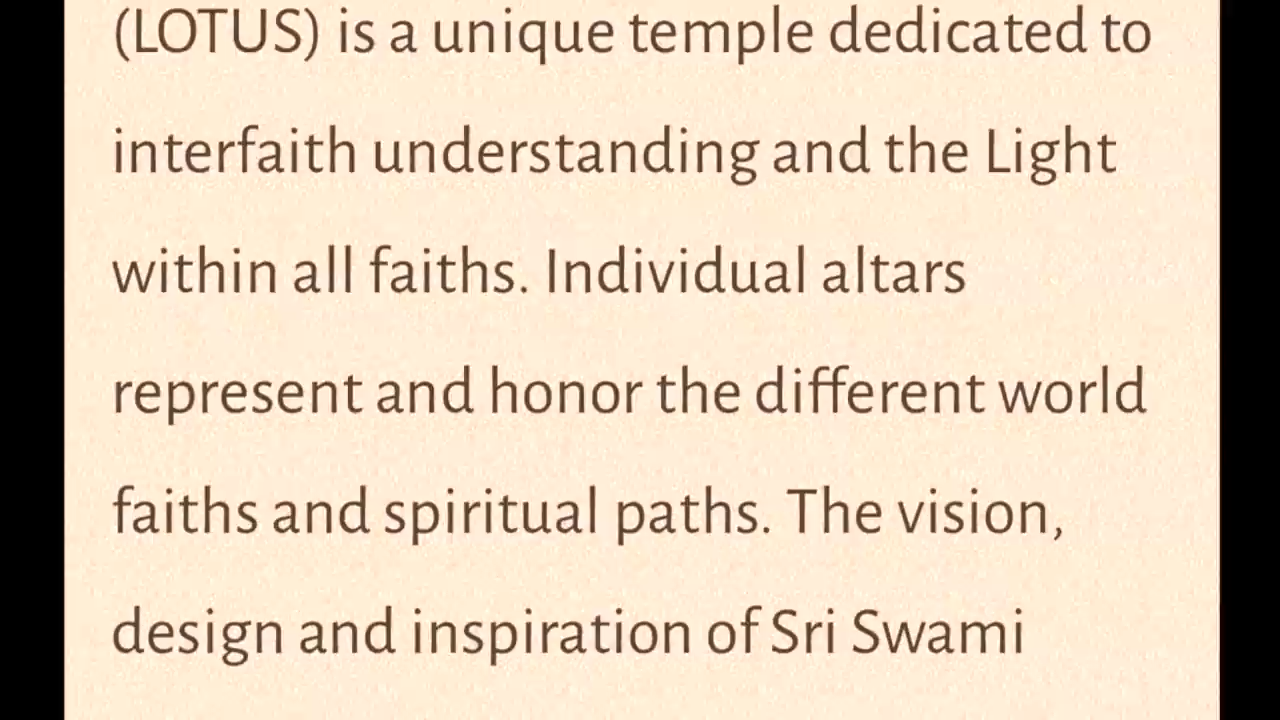 (LOTUS) is a unique temple dedicated to
interfaith understanding and the Light
within all faiths. Individual altars
represent and honor the different world
faiths and spiritual paths. The vision,
design and inspiration of Sri Swami